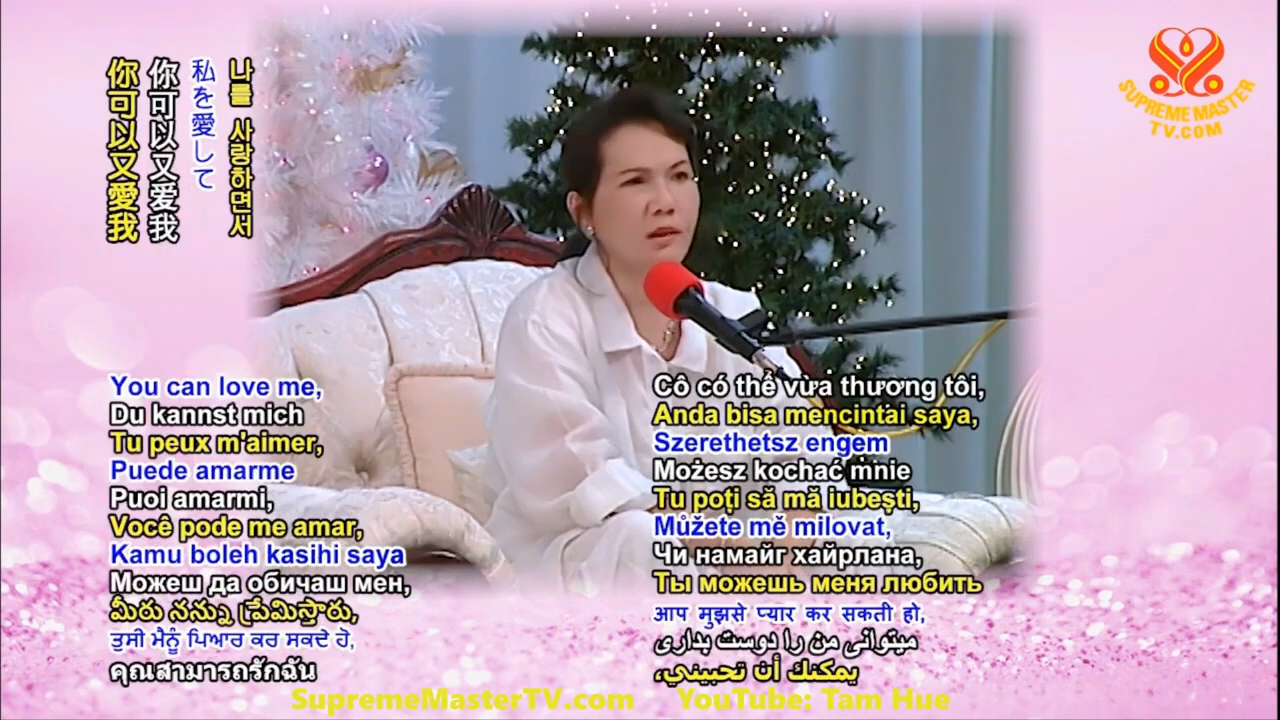 나를 사랑하면서
私を愛して
你可以又爱我
你可以又愛我
SUPREME MASTER
TV.COM
You can love me,
Du kannst mich
Tu peux m'aimer,
Puede amarme
Puoi amarmi,
Você pode me amar,
Kamu boleh kasihi saya
Можеш да обичаш мен,
మీరు నన్ను ప్రేమిస్తారు,
ਤੁਸੀ ਮੈਨੂੰ ਪਿਆਰ ਕਰ ਸਕਦੇ ਹੋ,
คุณสามารถรักฉัน
Cô có thể vừa thương tôi,
Anda bisa mencintai saya,
Szerethetsz engem
Możesz kochać mnie
Tu poți să mă iubești,
Můžete mě milovat,
Чи намайг хайрлана,
Ты можешь меня любить
आप मुझसे प्यार कर सकती हो,
میتوانی من را دوست بداری
يمكنك أن تحبيني،
SupremeMasterTV.com YouTube: Tam Hue